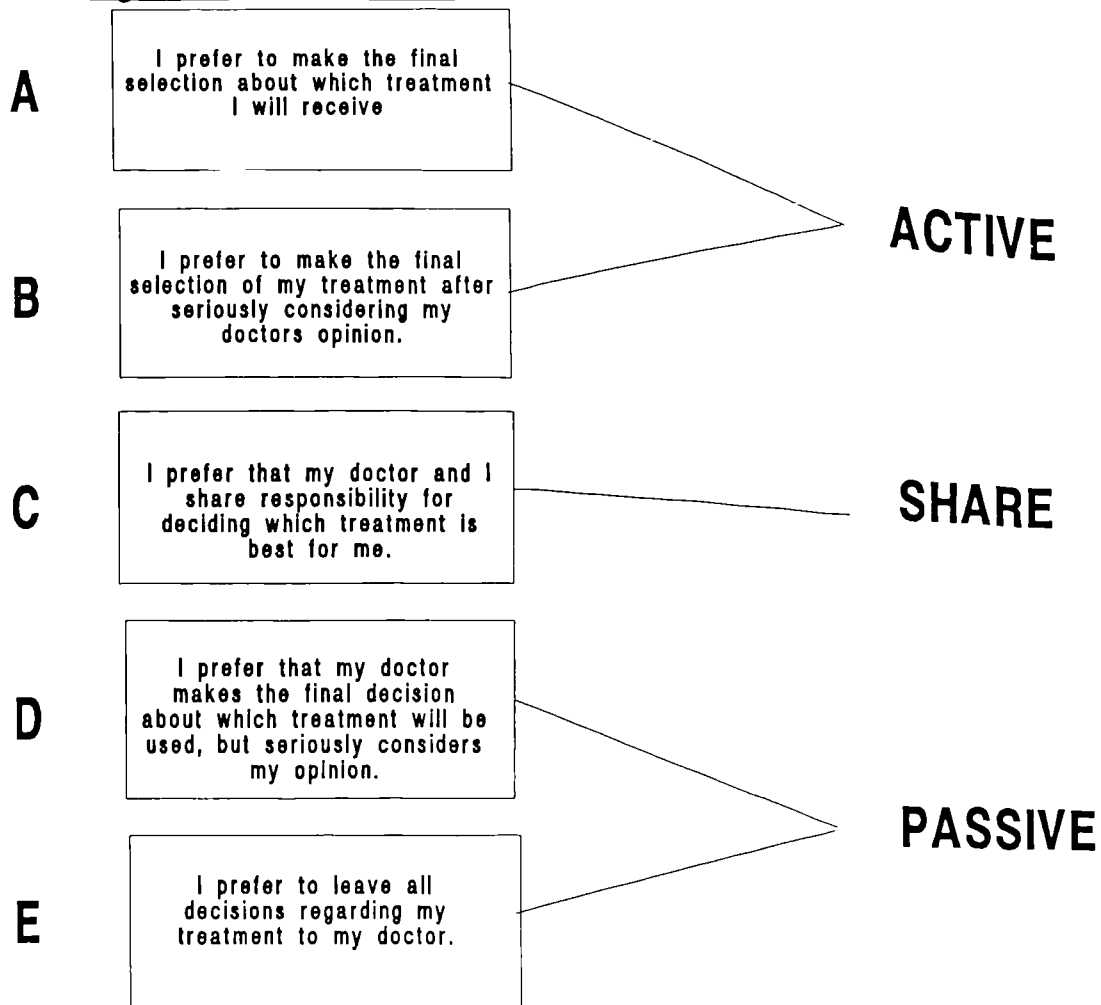 A
I prefer to make the final
selection about which treatment
I will receive
ACTIVE
B
I prefer to make the final
selection of my treatment after
seriously considering my
doctors opinion.
C
I prefer that my doctor and I
share responsibility for
deciding which treatment is
best for me.
SHARE
D
I prefer that my doctor
makes the final decision
about which treatment will be
used, but seriously considers
my opinion.
PASSIVE
E
I prefer to leave all
decisions regarding my
treatment to my doctor.